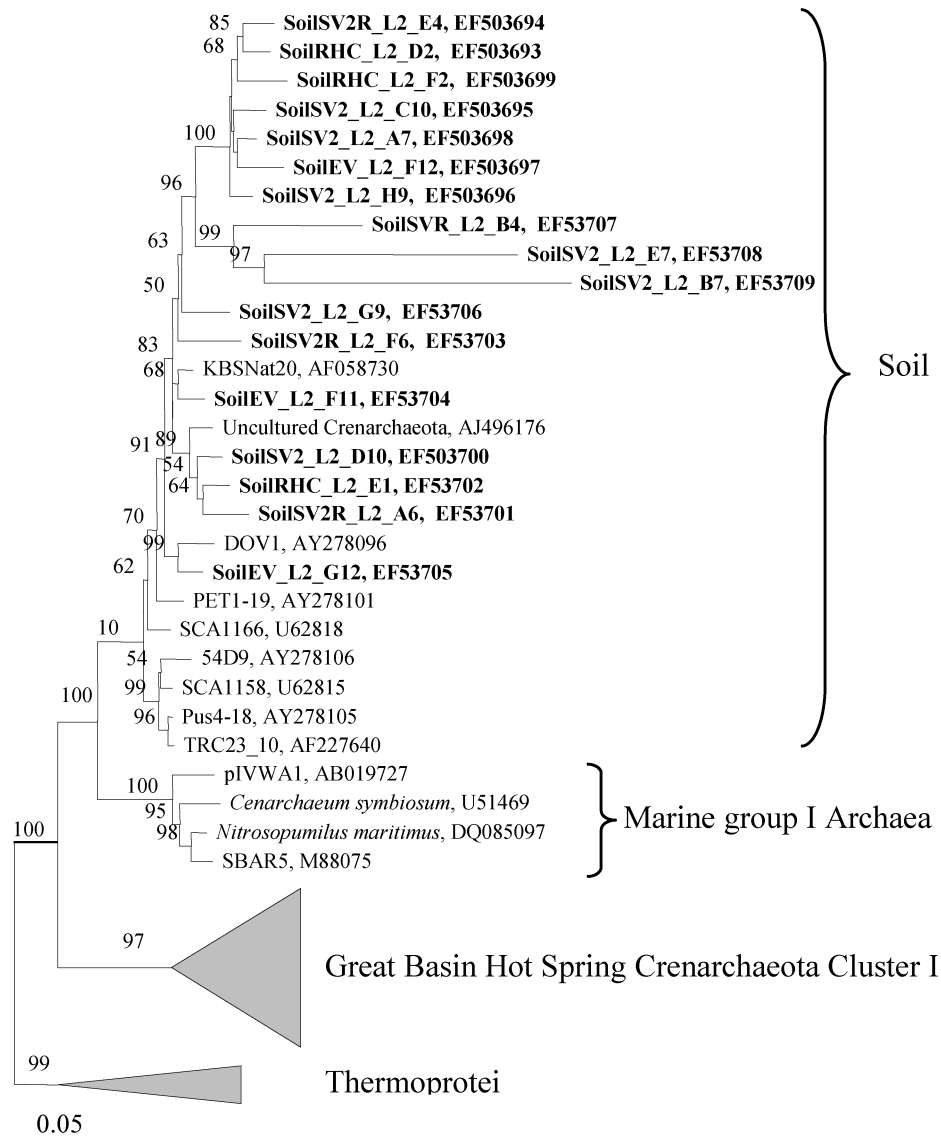 85
SoilSV2R_L2_E4, EF503694
68
SoilRHC_L2_D2, EF503693
SoilRHC_L2_F2, EF503699
SoilSV2_L2_C10, EF503695
100
SoilSV2_L2_A7, EF503698
SoilEV_L2_F12, EF503697
96
SoilSV2_L2_H9, EF503696
SoilSVR_L2_B4, EF53707
99
63
97
SoilSV2_L2_E7, EF53708
SoilSV2_L2_B7, EF53709
50
SoilSV2_L2_G9, EF53706
83
SoilSV2R_L2_F6, EF53703
68
KBSNat20, AF058730
Soil
SoilEV_L2_F11, EF53704
Uncultured Crenarchaeota, AJ496176
91
89
54
SoilSV2_L2_D10, EF503700
64
SoilRHC_L2_E1, EF53702
SoilSV2R_L2_A6, EF53701
70
99
DOV1, AY278096
62
SoilEV_L2_G12, EF53705
PET1-19, AY278101
10
SCA1166, U62818
54
54D9, AY278106
99
SCA1158, U62815
100
96
Pus4-18, AY278105
TRC23_10, AF227640
pIVWA1, AB019727
100
95
Cenarchaeum symbiosum, U51469
Marine group I Archaea
98
Nitrosopumilus maritimus, DQ085097
100
SBAR5, M88075
97
Great Basin Hot Spring Crenarchaeota Cluster I
99
Thermoprotei
0.05